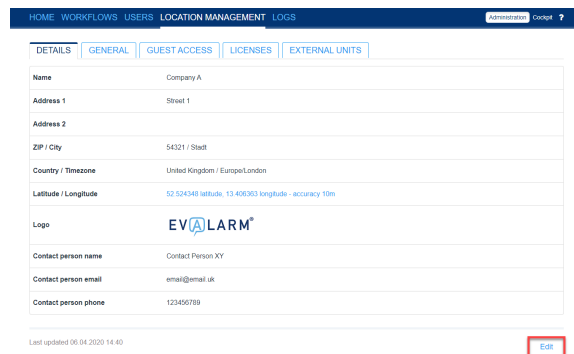 HOME WORKFLOWS USERS LOCATION MANAGEMENT LOGS Administration Cockpit ?
DETAILS GENERAL GUEST ACCESS LICENSES EXTERNAL UNITS
Name Company A
Address 1 Street 1
Address 2
ZIP / City 54321 / Stadt
Country / Timezone United Kingdom / Europe/London
Latitude / Longitude 52.524348 latitude, 13.406363 longitude - accuracy 10m
Logo EVALARM®
Contact person name Contact Person XY
Contact person email email@email.uk
Contact person phone 123456789
Last updated 06.04.2020 14:40 Edit